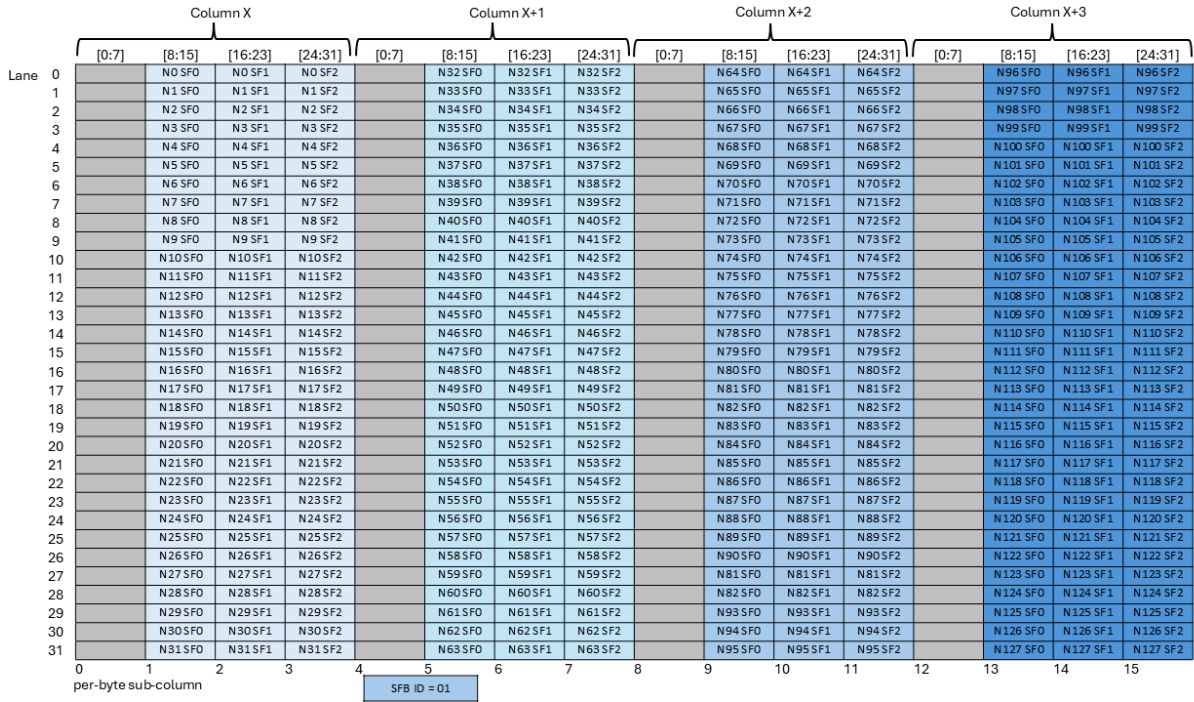 Column X Column X+1 Column X+2 Column X+3
[0:7] [8:15] [16:23] [24:31] [0:7] [8:15] [16:23] [24:31] [0:7] [8:15] [16:23] [24:31] [0:7] [8:15] [16:23] [24:31]
Lane 0 N0 SF0 N0 SF1 N0 SF2 N32 SF0 N32 SF1 N32 SF2 N64 SF0 N64 SF1 N64 SF2 N96 SF0 N96 SF1 N96 SF2
1 N1 SF0 N1 SF1 N1 SF2 N33 SF0 N33 SF1 N33 SF2 N65 SF0 N65 SF1 N65 SF2 N97 SF0 N97 SF1 N97 SF2
2 N2 SF0 N2 SF1 N2 SF2 N34 SF0 N34 SF1 N34 SF2 N66 SF0 N66 SF1 N66 SF2 N98 SF0 N98 SF1 N98 SF2
3 N3 SF0 N3 SF1 N3 SF2 N35 SF0 N35 SF1 N35 SF2 N67 SF0 N67 SF1 N67 SF2 N99 SF0 N99 SF1 N99 SF2
4 N4 SF0 N4 SF1 N4 SF2 N36 SF0 N36 SF1 N36 SF2 N68 SF0 N68 SF1 N68 SF2 N100 SF0 N100 SF1 N100 SF2
5 N5 SF0 N5 SF1 N5 SF2 N37 SF0 N37 SF1 N37 SF2 N69 SF0 N69 SF1 N69 SF2 N101 SF0 N101 SF1 N101 SF2
6 N6 SF0 N6 SF1 N6 SF2 N38 SF0 N38 SF1 N38 SF2 N70 SF0 N70 SF1 N70 SF2 N102 SF0 N102 SF1 N102 SF2
7 N7 SF0 N7 SF1 N7 SF2 N39 SF0 N39 SF1 N39 SF2 N71 SF0 N71 SF1 N71 SF2 N103 SF0 N103 SF1 N103 SF2
8 N8 SF0 N8 SF1 N8 SF2 N40 SF0 N40 SF1 N40 SF2 N72 SF0 N72 SF1 N72 SF2 N104 SF0 N104 SF1 N104 SF2
9 N9 SF0 N9 SF1 N9 SF2 N41 SF0 N41 SF1 N41 SF2 N73 SF0 N73 SF1 N73 SF2 N105 SF0 N105 SF1 N105 SF2
10 N10 SF0 N10 SF1 N10 SF2 N42 SF0 N42 SF1 N42 SF2 N74 SF0 N74 SF1 N74 SF2 N106 SF0 N106 SF1 N106 SF2
11 N11 SF0 N11 SF1 N11 SF2 N43 SF0 N43 SF1 N43 SF2 N75 SF0 N75 SF1 N75 SF2 N107 SF0 N107 SF1 N107 SF2
12 N12 SF0 N12 SF1 N12 SF2 N44 SF0 N44 SF1 N44 SF2 N76 SF0 N76 SF1 N76 SF2 N108 SF0 N108 SF1 N108 SF2
13 N13 SF0 N13 SF1 N13 SF2 N45 SF0 N45 SF1 N45 SF2 N77 SF0 N77 SF1 N77 SF2 N109 SF0 N109 SF1 N109 SF2
14 N14 SF0 N14 SF1 N14 SF2 N46 SF0 N46 SF1 N46 SF2 N78 SF0 N78 SF1 N78 SF2 N110 SF0 N110 SF1 N110 SF2
15 N15 SF0 N15 SF1 N15 SF2 N47 SF0 N47 SF1 N47 SF2 N79 SF0 N79 SF1 N79 SF2 N111 SF0 N111 SF1 N111 SF2
16 N16 SF0 N16 SF1 N16 SF2 N48 SF0 N48 SF1 N48 SF2 N80 SF0 N80 SF1 N80 SF2 N112 SF0 N112 SF1 N112 SF2
17 N17 SF0 N17 SF1 N17 SF2 N49 SF0 N49 SF1 N49 SF2 N81 SF0 N81 SF1 N81 SF2 N113 SF0 N113 SF1 N113 SF2
18 N18 SF0 N18 SF1 N18 SF2 N50 SF0 N50 SF1 N50 SF2 N82 SF0 N82 SF1 N82 SF2 N114 SF0 N114 SF1 N114 SF2
19 N19 SF0 N19 SF1 N19 SF2 N51 SF0 N51 SF1 N51 SF2 N83 SF0 N83 SF1 N83 SF2 N115 SF0 N115 SF1 N115 SF2
20 N20 SF0 N20 SF1 N20 SF2 N52 SF0 N52 SF1 N52 SF2 N84 SF0 N84 SF1 N84 SF2 N116 SF0 N116 SF1 N116 SF2
21 N21 SF0 N21 SF1 N21 SF2 N53 SF0 N53 SF1 N53 SF2 N85 SF0 N85 SF1 N85 SF2 N117 SF0 N117 SF1 N117 SF2
22 N22 SF0 N22 SF1 N22 SF2 N54 SF0 N54 SF1 N54 SF2 N86 SF0 N86 SF1 N86 SF2 N118 SF0 N118 SF1 N118 SF2
23 N23 SF0 N23 SF1 N23 SF2 N55 SF0 N55 SF1 N55 SF2 N87 SF0 N87 SF1 N87 SF2 N119 SF0 N119 SF1 N119 SF2
24 N24 SF0 N24 SF1 N24 SF2 N56 SF0 N56 SF1 N56 SF2 N88 SF0 N88 SF1 N88 SF2 N120 SF0 N120 SF1 N120 SF2
25 N25 SF0 N25 SF1 N25 SF2 N57 SF0 N57 SF1 N57 SF2 N89 SF0 N89 SF1 N89 SF2 N121 SF0 N121 SF1 N121 SF2
26 N26 SF0 N26 SF1 N26 SF2 N58 SF0 N58 SF1 N58 SF2 N90 SF0 N90 SF1 N90 SF2 N122 SF0 N122 SF1 N122 SF2
27 N27 SF0 N27 SF1 N27 SF2 N59 SF0 N59 SF1 N59 SF2 N81 SF0 N81 SF1 N81 SF2 N123 SF0 N123 SF1 N123 SF2
28 N28 SF0 N28 SF1 N28 SF2 N60 SF0 N60 SF1 N60 SF2 N82 SF0 N82 SF1 N82 SF2 N124 SF0 N124 SF1 N124 SF2
29 N29 SF0 N29 SF1 N29 SF2 N61 SF0 N61 SF1 N61 SF2 N93 SF0 N93 SF1 N93 SF2 N125 SF0 N125 SF1 N125 SF2
30 N30 SF0 N30 SF1 N30 SF2 N62 SF0 N62 SF1 N62 SF2 N94 SF0 N94 SF1 N94 SF2 N126 SF0 N126 SF1 N126 SF2
31 N31 SF0 N31 SF1 N31 SF2 N63 SF0 N63 SF1 N63 SF2 N95 SF0 N95 SF1 N95 SF2 N127 SF0 N127 SF1 N127 SF2
0 1 2 3 4 5 6 7 8 9 10 11 12 13 14 15
per-byte sub-column
SFB ID = 01